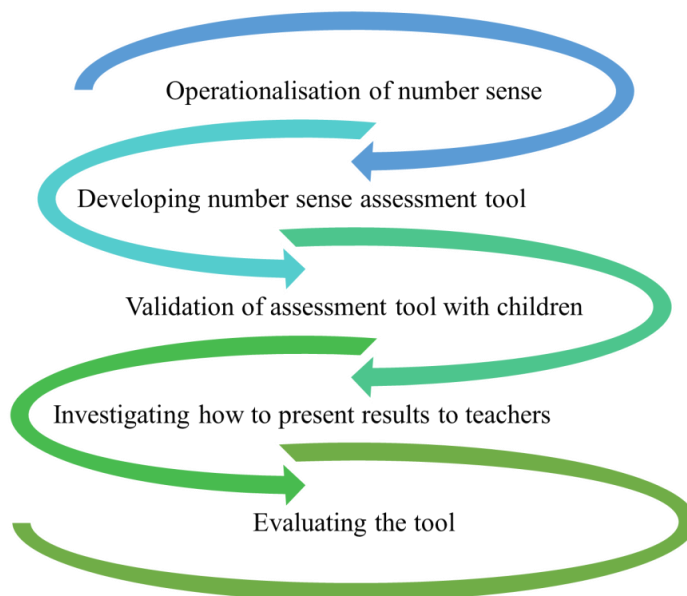 Operationalisation of number sense
Developing number sense assessment tool
Validation of assessment tool with children
Investigating how to present results to teachers
Evaluating the tool